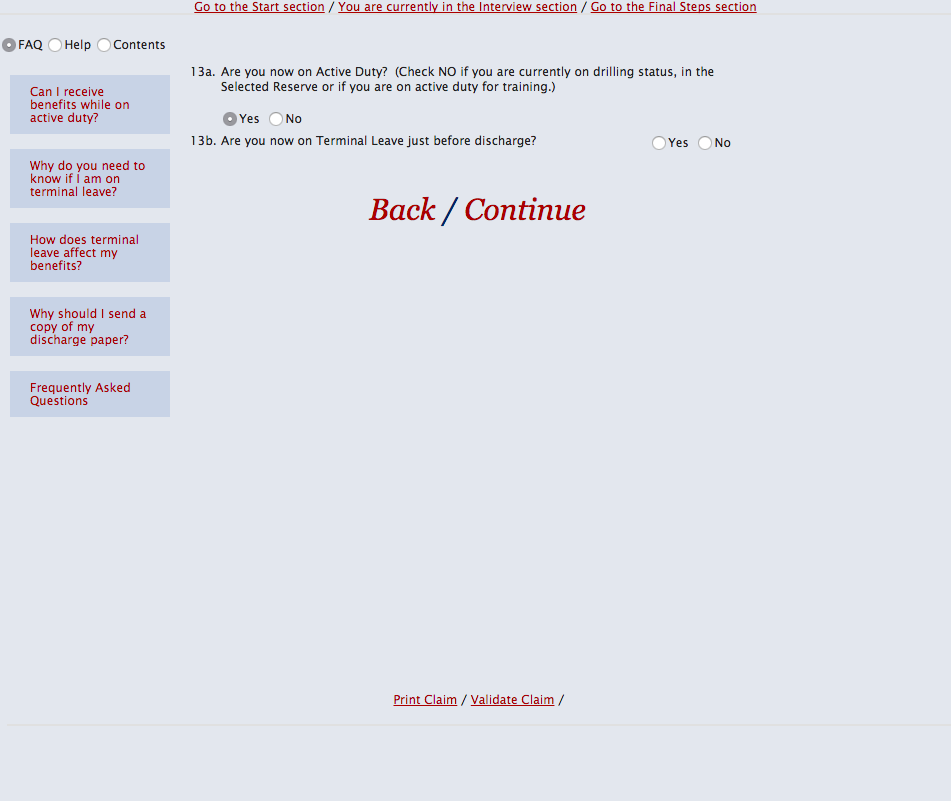 Go to the Start section / You are currently in the Interview section / Go to the Final Steps section
FAQ Help Contents
Can I receive
benefits while on
active duty?
Why do you need to
know if I am on
terminal leave?
How does terminal
leave affect my
benefits?
Why should I send a
copy of my
discharge paper?
Frequently Asked
Questions
13a. Are you now on Active Duty? (Check NO if you are currently on drilling status, in the
Selected Reserve or if you are on active duty for training.)
Yes No
13b. Are you now on Terminal Leave just before discharge? Yes No
Back / Continue
Print Claim / Validate Claim /